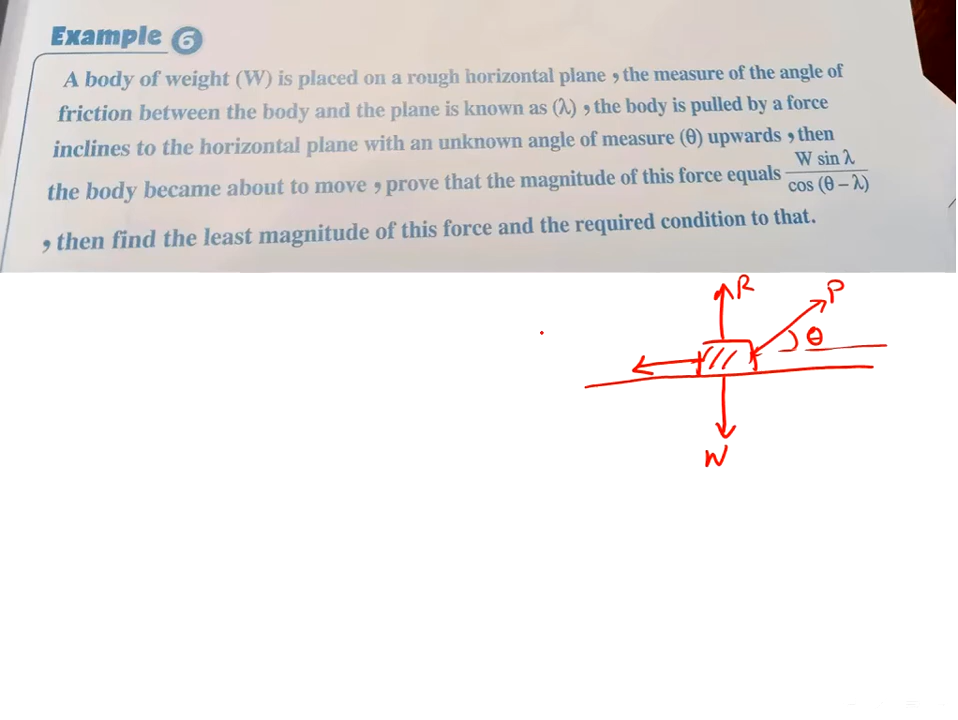 Example 6
A body of weight (W) is placed on a rough horizontal plane , the measure of the angle of
friction between the body and the plane is known as (λ) , the body is pulled by a force
inclines to the horizontal plane with an unknown angle of measure (θ) upwards , then
the body became about to move , prove that the magnitude of this force equals W sin λ / cos (θ – λ)
, then find the least magnitude of this force and the required condition to that.
R
P
θ
W